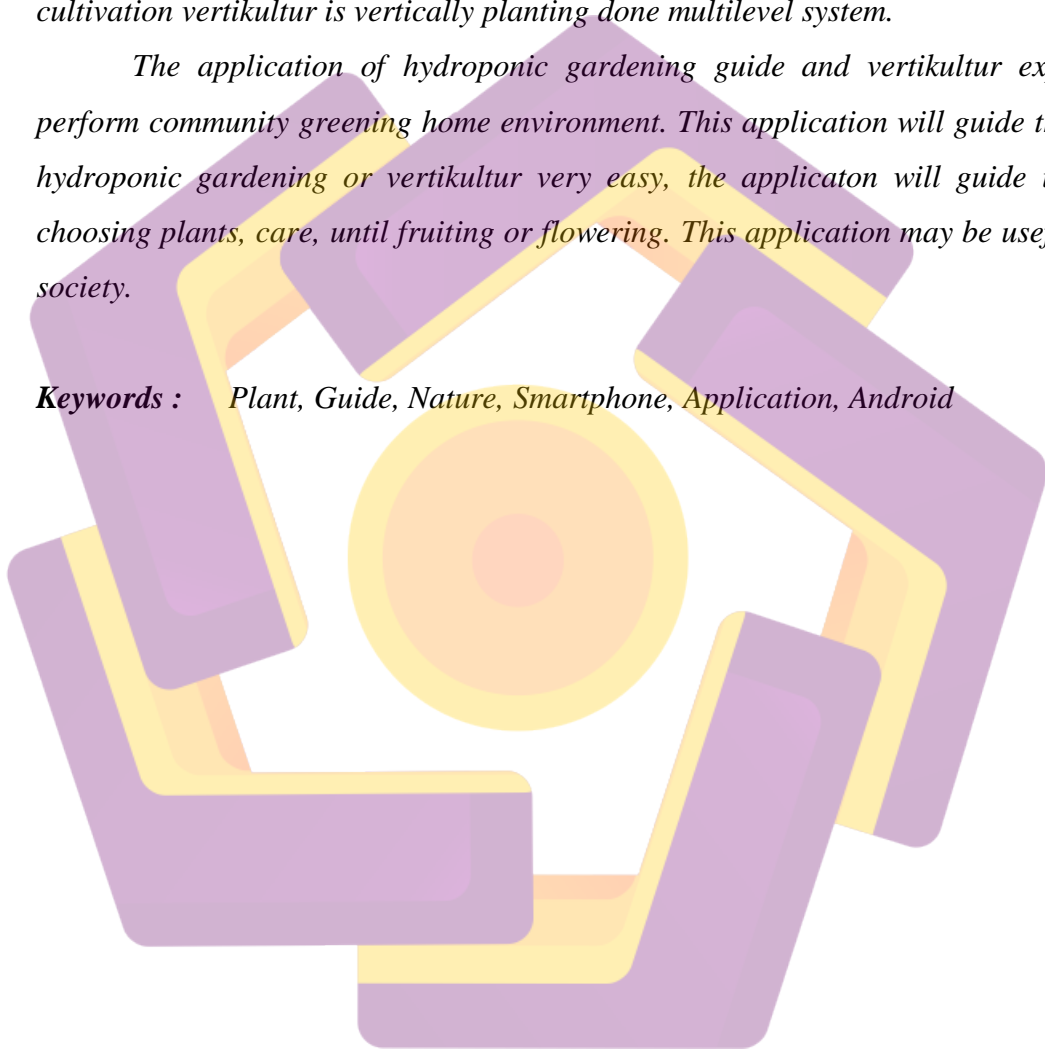 cultivation vertikultur is vertically planting done multilevel system.
The application of hydroponic gardening guide and vertikultur
perform community greening home environment. This application will guide
hydroponic gardening or vertikultur very easy, the applicaton will guide
choosing plants, care, until fruiting or flowering. This application may be
society.
Keywords : Plant, Guide, Nature, Smartphone, Application, Android